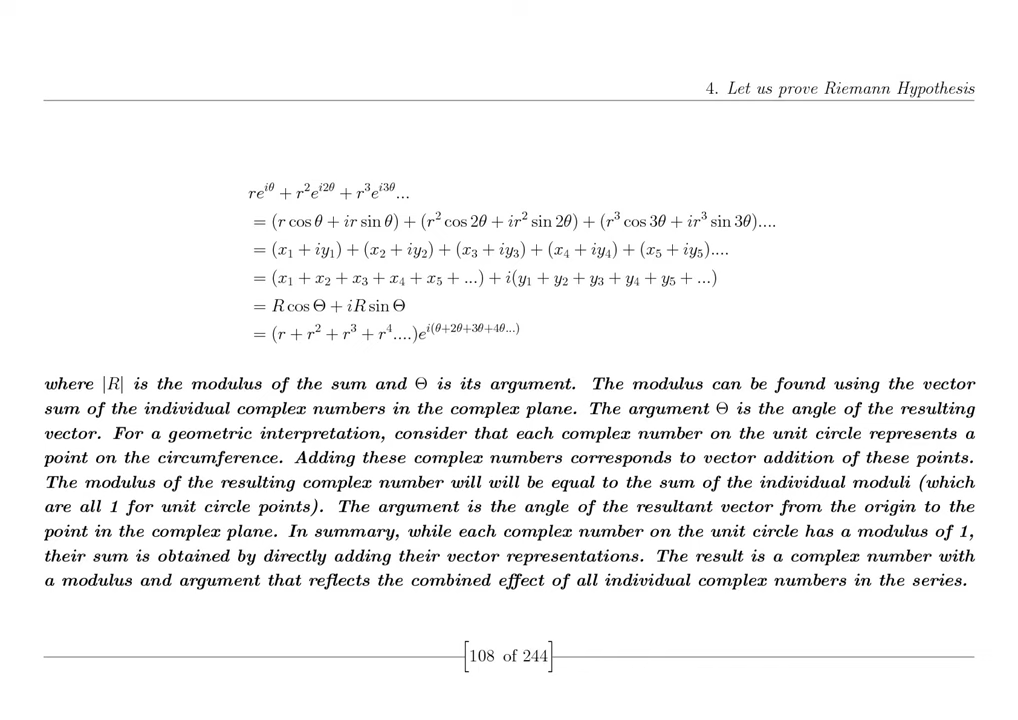 4. Let us prove Riemann Hypothesis
re^{iθ} + r^2e^{i2θ} + r^3e^{i3θ}...
= (r cos θ + ir sin θ) + (r^2 cos 2θ + ir^2 sin 2θ) + (r^3 cos 3θ + ir^3 sin 3θ)....
= (x_1 + iy_1) + (x_2 + iy_2) + (x_3 + iy_3) + (x_4 + iy_4) + (x_5 + iy_5)....
= (x_1 + x_2 + x_3 + x_4 + x_5 + ...) + i(y_1 + y_2 + y_3 + y_4 + y_5 + ...)
= R cos Θ + iR sin Θ
= (r + r^2 + r^3 + r^4....)e^{i(θ+2θ+3θ+4θ...)}
where |R| is the modulus of the sum and Θ is its argument. The modulus can be found using the vector
sum of the individual complex numbers in the complex plane. The argument Θ is the angle of the resulting
vector. For a geometric interpretation, consider that each complex number on the unit circle represents a
point on the circumference. Adding these complex numbers corresponds to vector addition of these points.
The modulus of the resulting complex number will will be equal to the sum of the individual moduli (which
are all 1 for unit circle points). The argument is the angle of the resultant vector from the origin to the
point in the complex plane. In summary, while each complex number on the unit circle has a modulus of 1,
their sum is obtained by directly adding their vector representations. The result is a complex number with
a modulus and argument that reflects the combined effect of all individual complex numbers in the series.
[108 of 244]